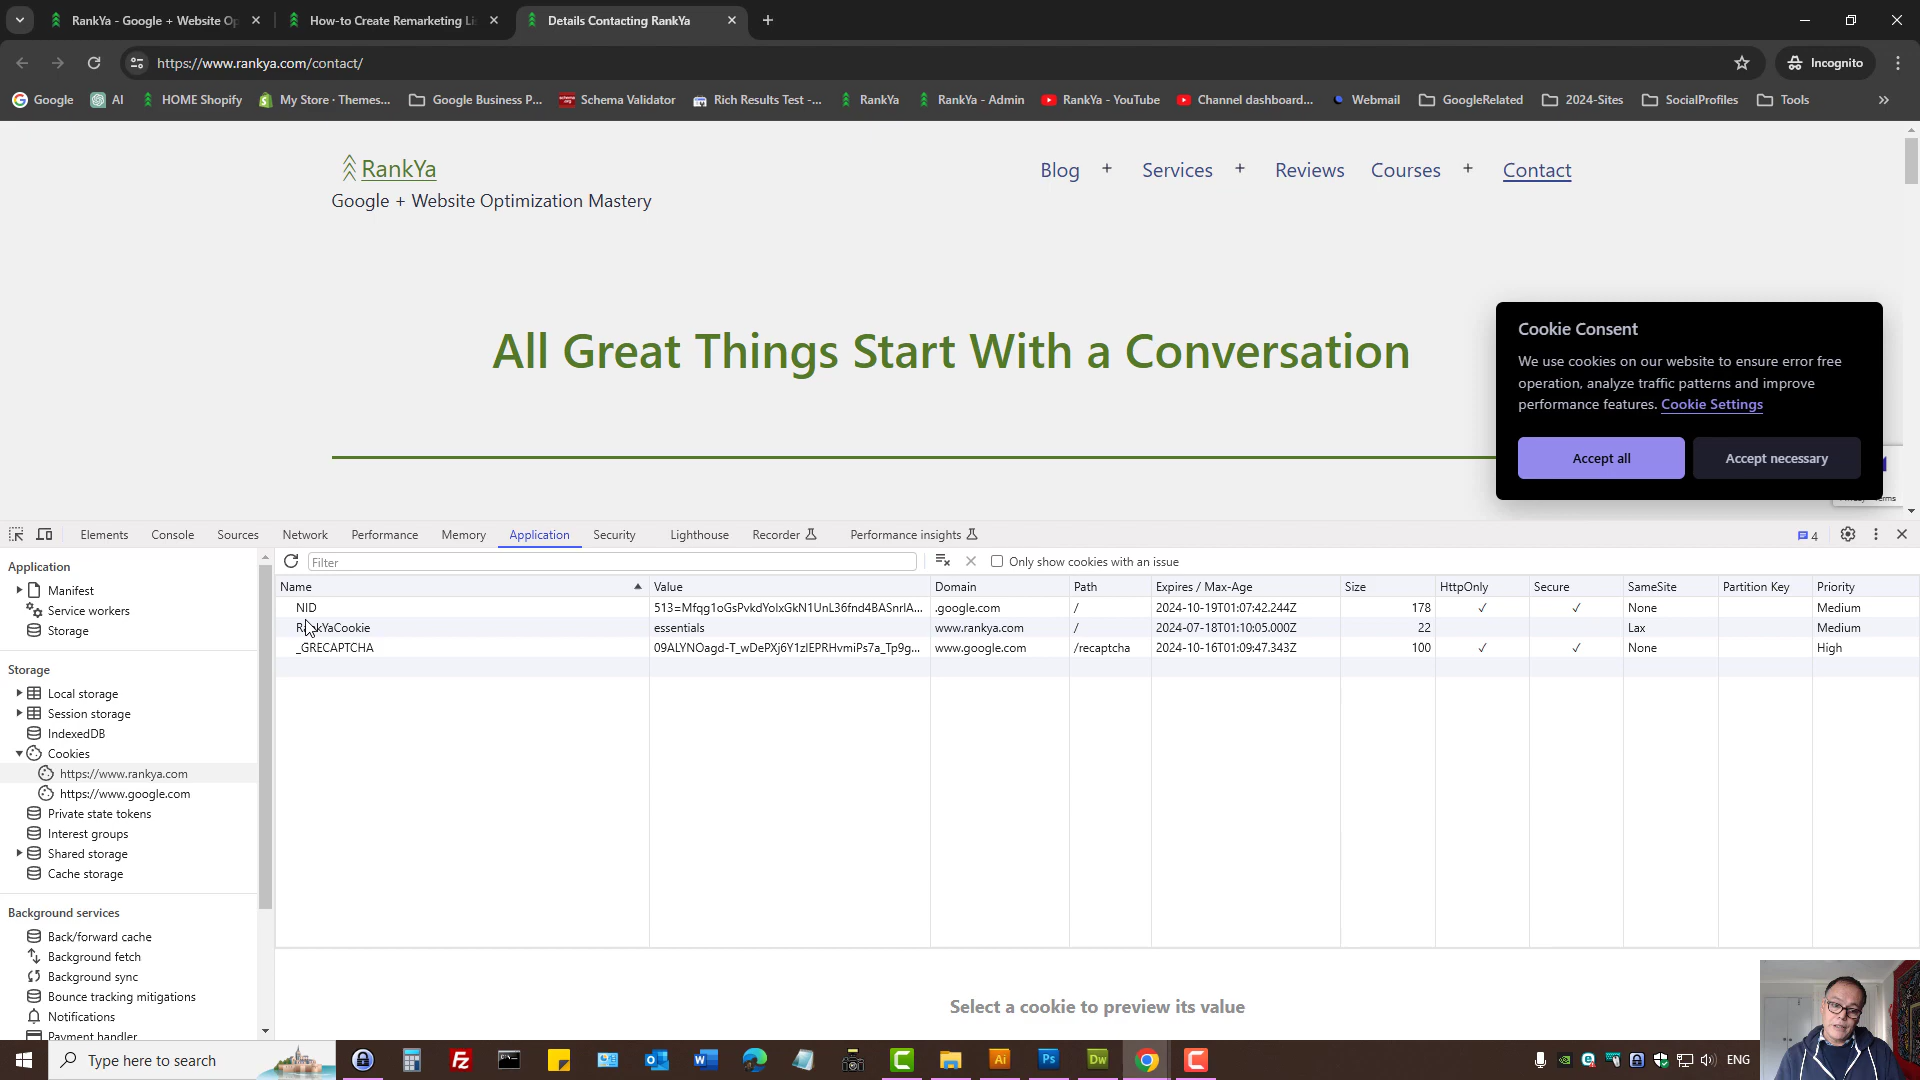 RankYa - Google + Website Op
How-to Create Remarketing Li
Details Contacting RankYa
https://www.rankya.com/contact/
Incognito
Google
AI
HOME Shopify
My Store · Themes...
Google Business P...
Schema Validator
Rich Results Test -...
RankYa
RankYa - Admin
RankYa - YouTube
Channel dashboard...
Webmail
GoogleRelated
2024-Sites
SocialProfiles
Tools
RankYa
Google + Website Optimization Mastery
Blog + Services + Reviews Courses + Contact
All Great Things Start With a Conversation
Cookie Consent
We use cookies on our website to ensure error free
operation, analyze traffic patterns and improve
performance features. Cookie Settings
Accept all
Accept necessary
Elements Console Sources Network Performance Memory Application Security Lighthouse Recorder Performance insights 4
Application
Manifest
Service workers
Storage
Storage
Local storage
Session storage
IndexedDB
Cookies
https://www.rankya.com
https://www.google.com
Private state tokens
Interest groups
Shared storage
Cache storage
Background services
Back/forward cache
Background fetch
Background sync
Bounce tracking mitigations
Notifications
Payment handler
Filter
Only show cookies with an issue
Name Value Domain Path Expires / Max-Age Size HttpOnly Secure SameSite Partition Key Priority
NID .google.com / 2024-10-19T01:07:42.244Z 178 ✓ ✓ None Medium
RankYaCookie essentials www.rankya.com / 2024-07-18T01:10:05.000Z 22 Lax Medium
_GRECAPTCHA 09ALYNOagd-T_wDePXj6Y1zIEPRHvmiPs7a_Tp9g... www.google.com /recaptcha 2024-10-16T01:09:47.343Z 100 ✓ ✓ None High
Select a cookie to preview its value
Type here to search
ENG